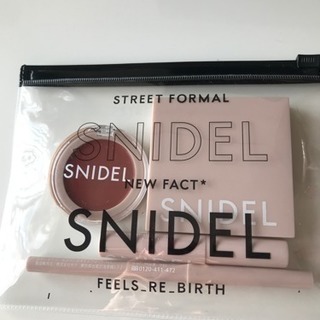 STREET FORMAL
SNIDEL
NEW FACT*
SNIDEL
SNIDEL
SNIDEL
FEELS_RE_BIRTH